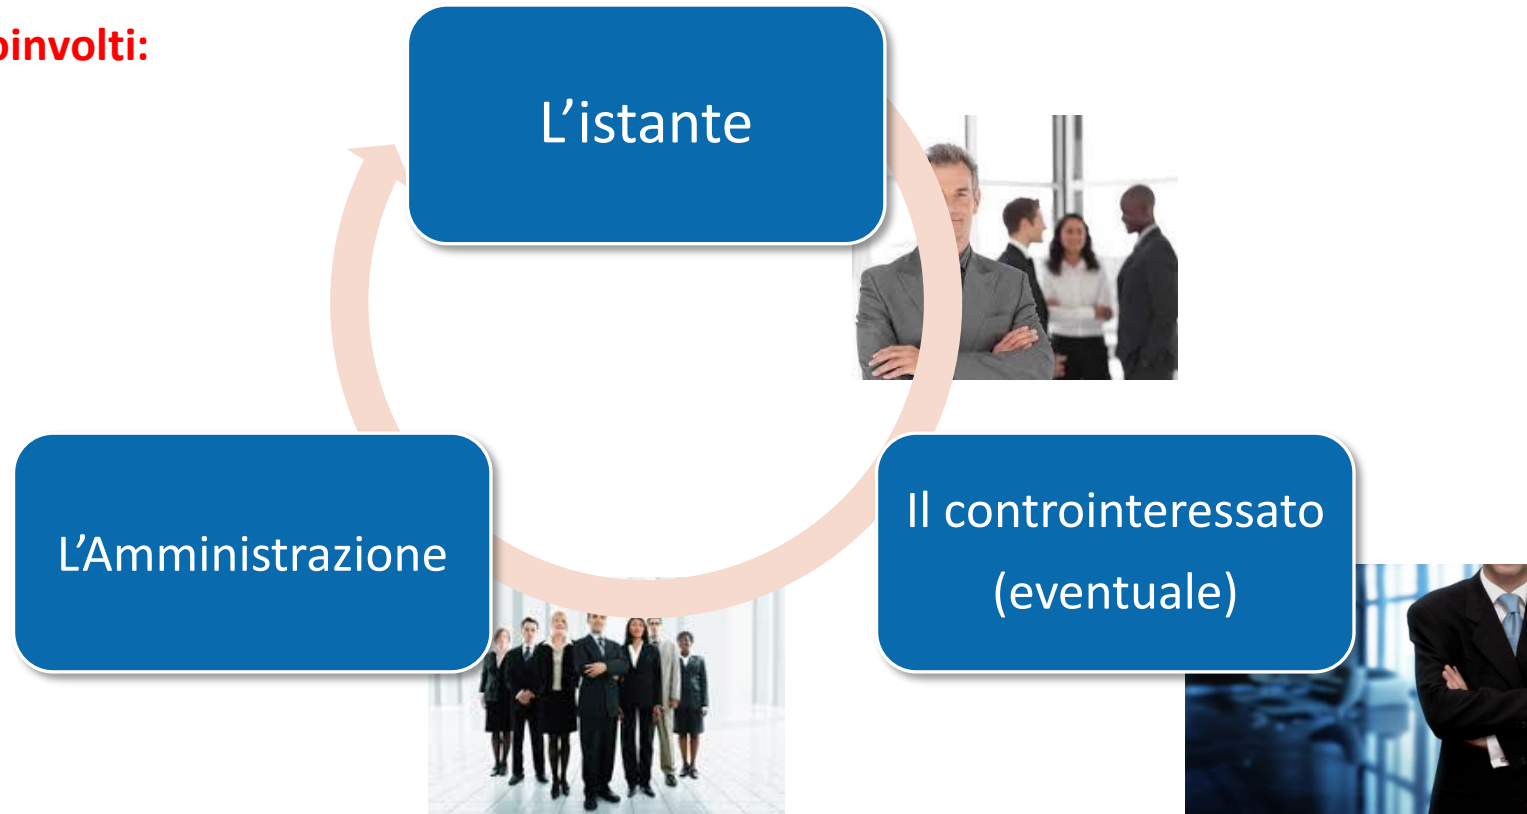 oinvolti:
L’istante
Il controinteressato
(eventuale)
L’Amministrazione